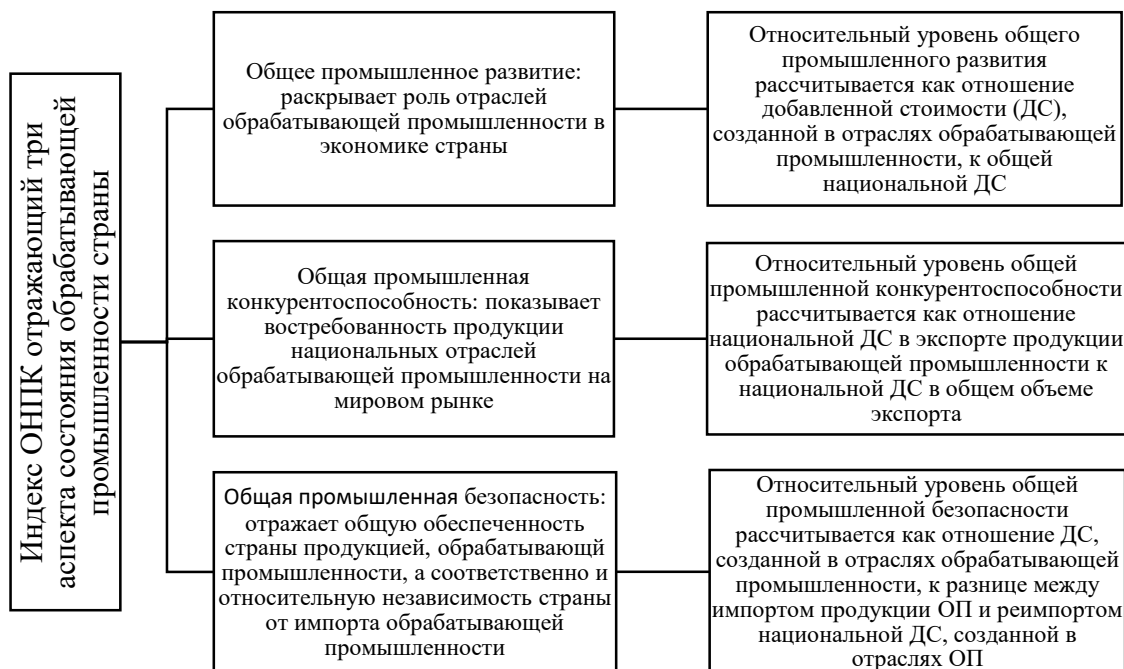 Индекс ОНПК отражающий три
аспекта состояния обрабатывающей
промышленности страны
Общее промышленное развитие:
раскрывает роль отраслей
обрабатывающей промышленности в
экономике страны
Относительный уровень общего
промышленного развития
рассчитывается как отношение
добавленной стоимости (ДС),
созданной в отраслях обрабатывающей
промышленности, к общей
национальной ДС
Общая промышленная
конкурентоспособность: показывает
востребованность продукции
национальных отраслей
обрабатывающей промышленности на
мировом рынке
Относительный уровень общей
промышленной конкурентоспособности
рассчитывается как отношение
национальной ДС в экспорте продукции
обрабатывающей промышленности к
национальной ДС в общем объеме
экспорта
Общая промышленная безопасность:
отражает общую обеспеченность
страны продукцией, обрабатывающй
промышленности, а соответственно и
относительную независимость страны
от импорта обрабатывающей
промышленности
Относительный уровень общей
промышленной безопасности
рассчитывается как отношение ДС,
созданной в отраслях обрабатывающей
промышленности, к разнице между
импортом продукции ОП и реимпортом
национальной ДС, созданной в
отраслях ОП